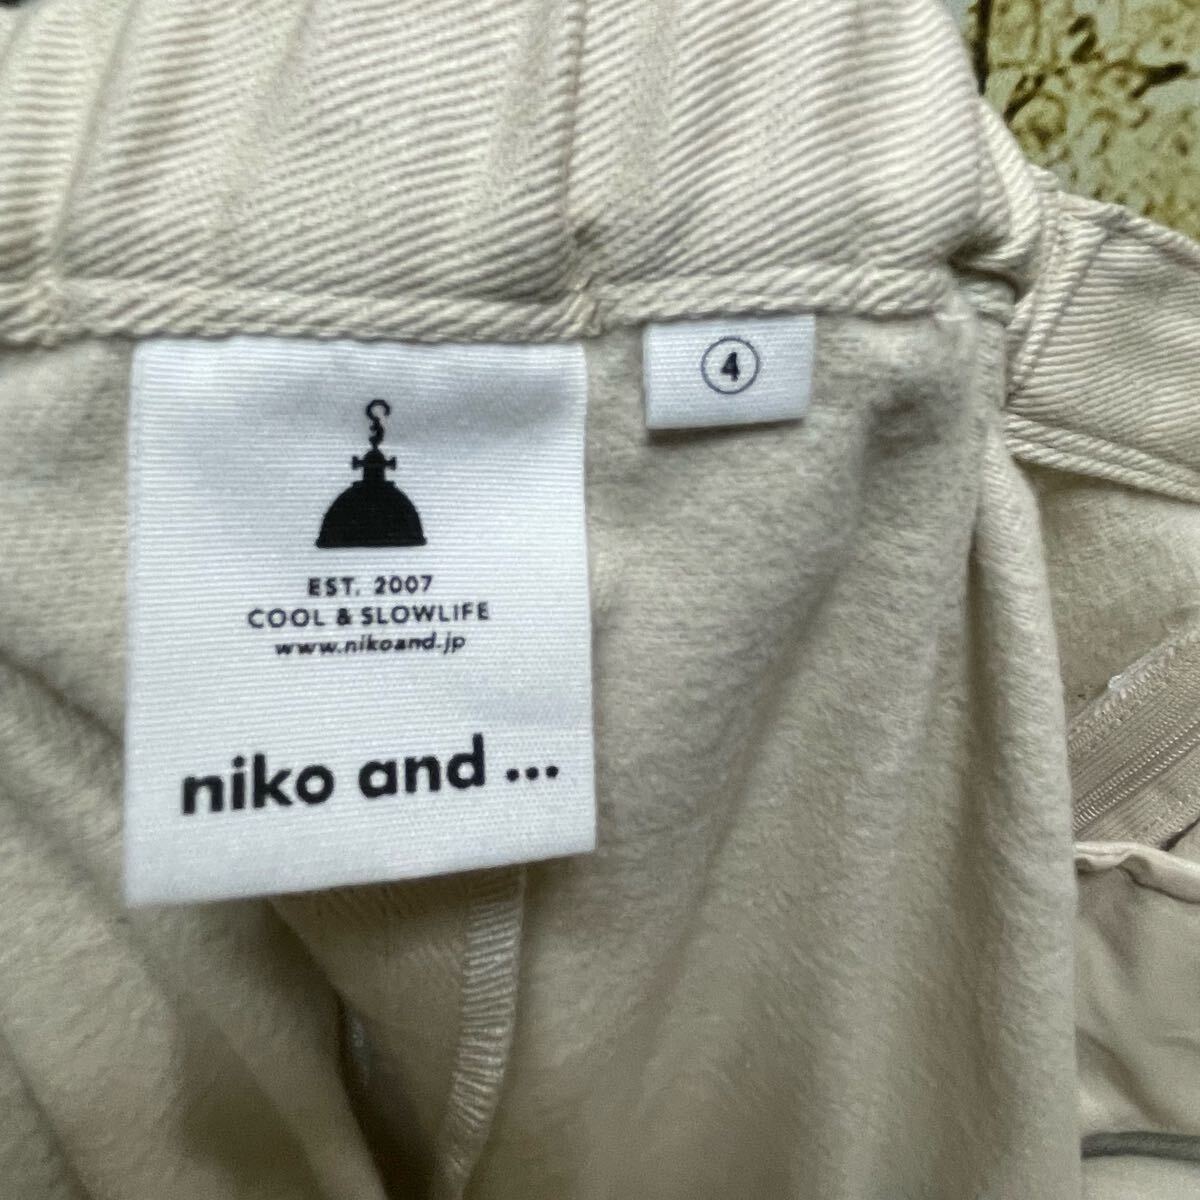 4
EST. 2007
COOL & SLOWLIFE
www.nikoand.jp
niko and ...